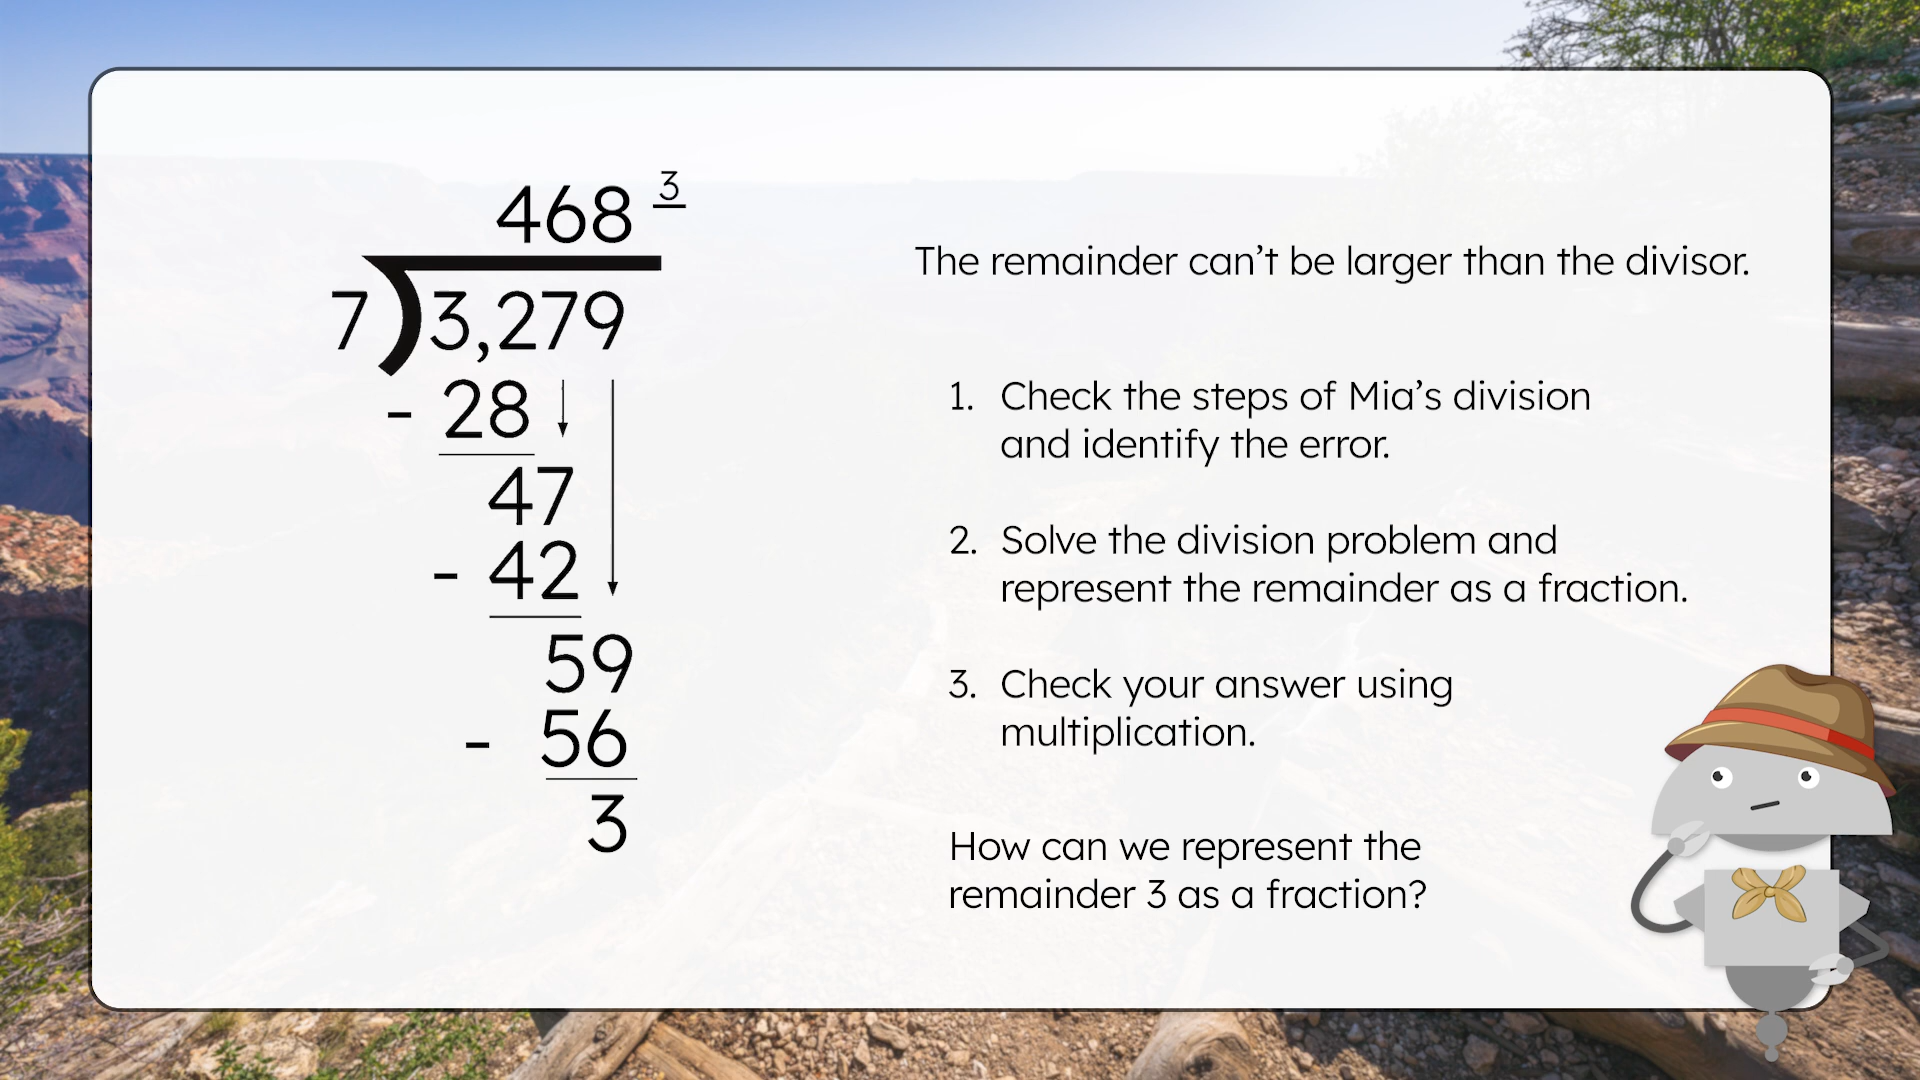 468 3
7 3,279
- 28
47
- 42
59
- 56
3
The remainder can’t be larger than the divisor.
1. Check the steps of Mia’s division
and identify the error.
2. Solve the division problem and
represent the remainder as a fraction.
3. Check your answer using
multiplication.
How can we represent the
remainder 3 as a fraction?